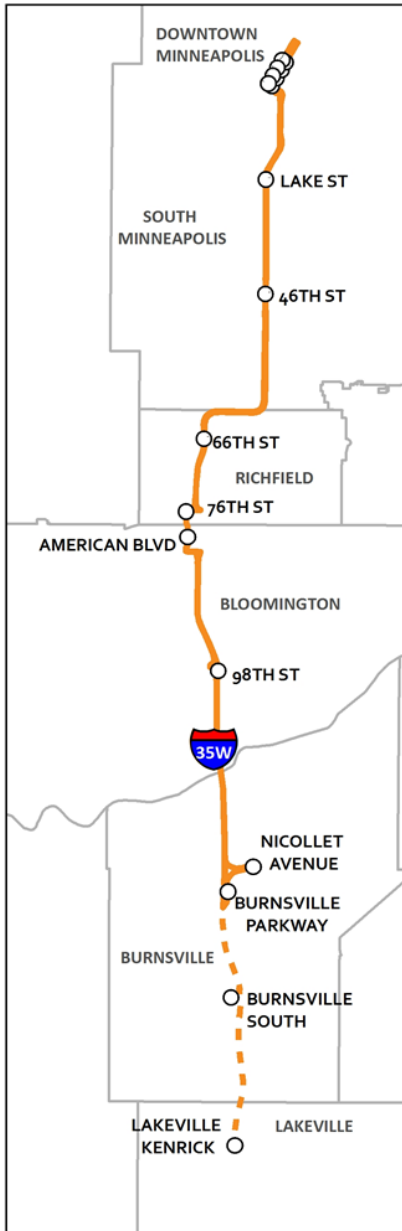 DOWNTOWN
MINNEAPOLIS
LAKE ST
SOUTH
MINNEAPOLIS
46TH ST
66TH ST
RICHFIELD
76TH ST
AMERICAN BLVD
BLOOMINGTON
98TH ST
35W
NICOLLET
AVENUE
BURNSVILLE
PARKWAY
BURNSVILLE
BURNSVILLE
SOUTH
LAKEVILLE
KENRICK
LAKEVILLE